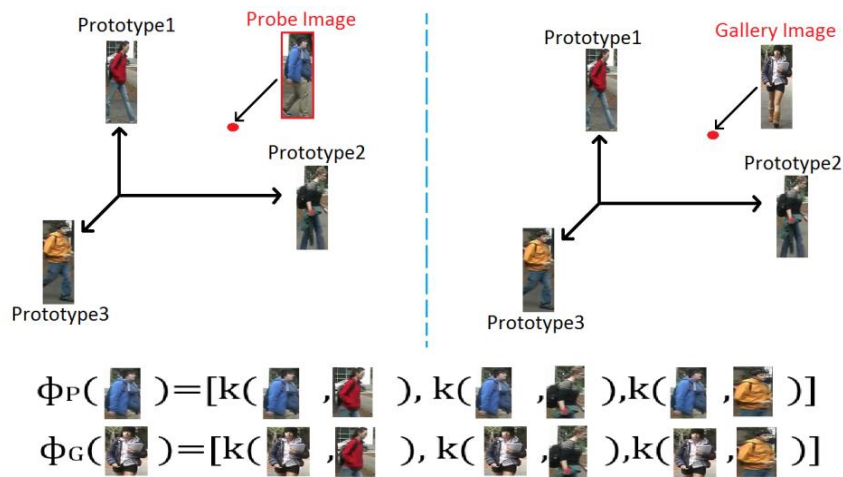 Prototype1
Probe Image
Prototype2
Prototype3
Prototype1
Gallery Image
Prototype2
Prototype3
ϕP( )=[k( , ), k( , ),k( , )]
ϕG( )=[k( , ), k( , ),k( , )]